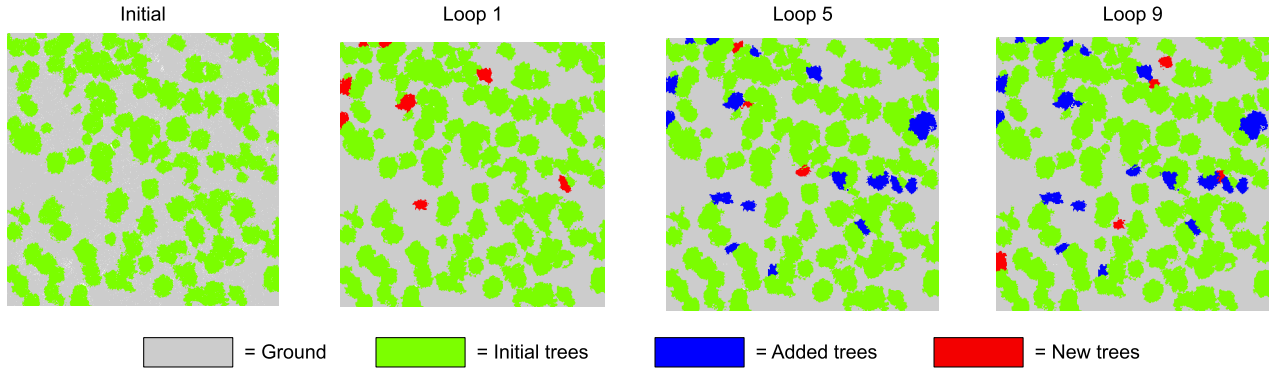 Initial
Loop 1
Loop 5
Loop 9
= Ground
= Initial trees
= Added trees
= New trees